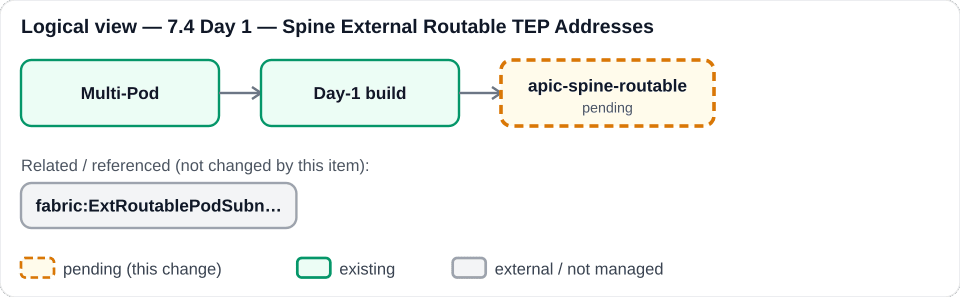 Logical view — 7.4 Day 1 — Spine External Routable TEP Addresses
Multi-Pod
Day-1 build
apic-spine-routable
pending
Related / referenced (not changed by this item):
fabric:ExtRoutablePodSubn...
pending (this change)
existing
external / not managed